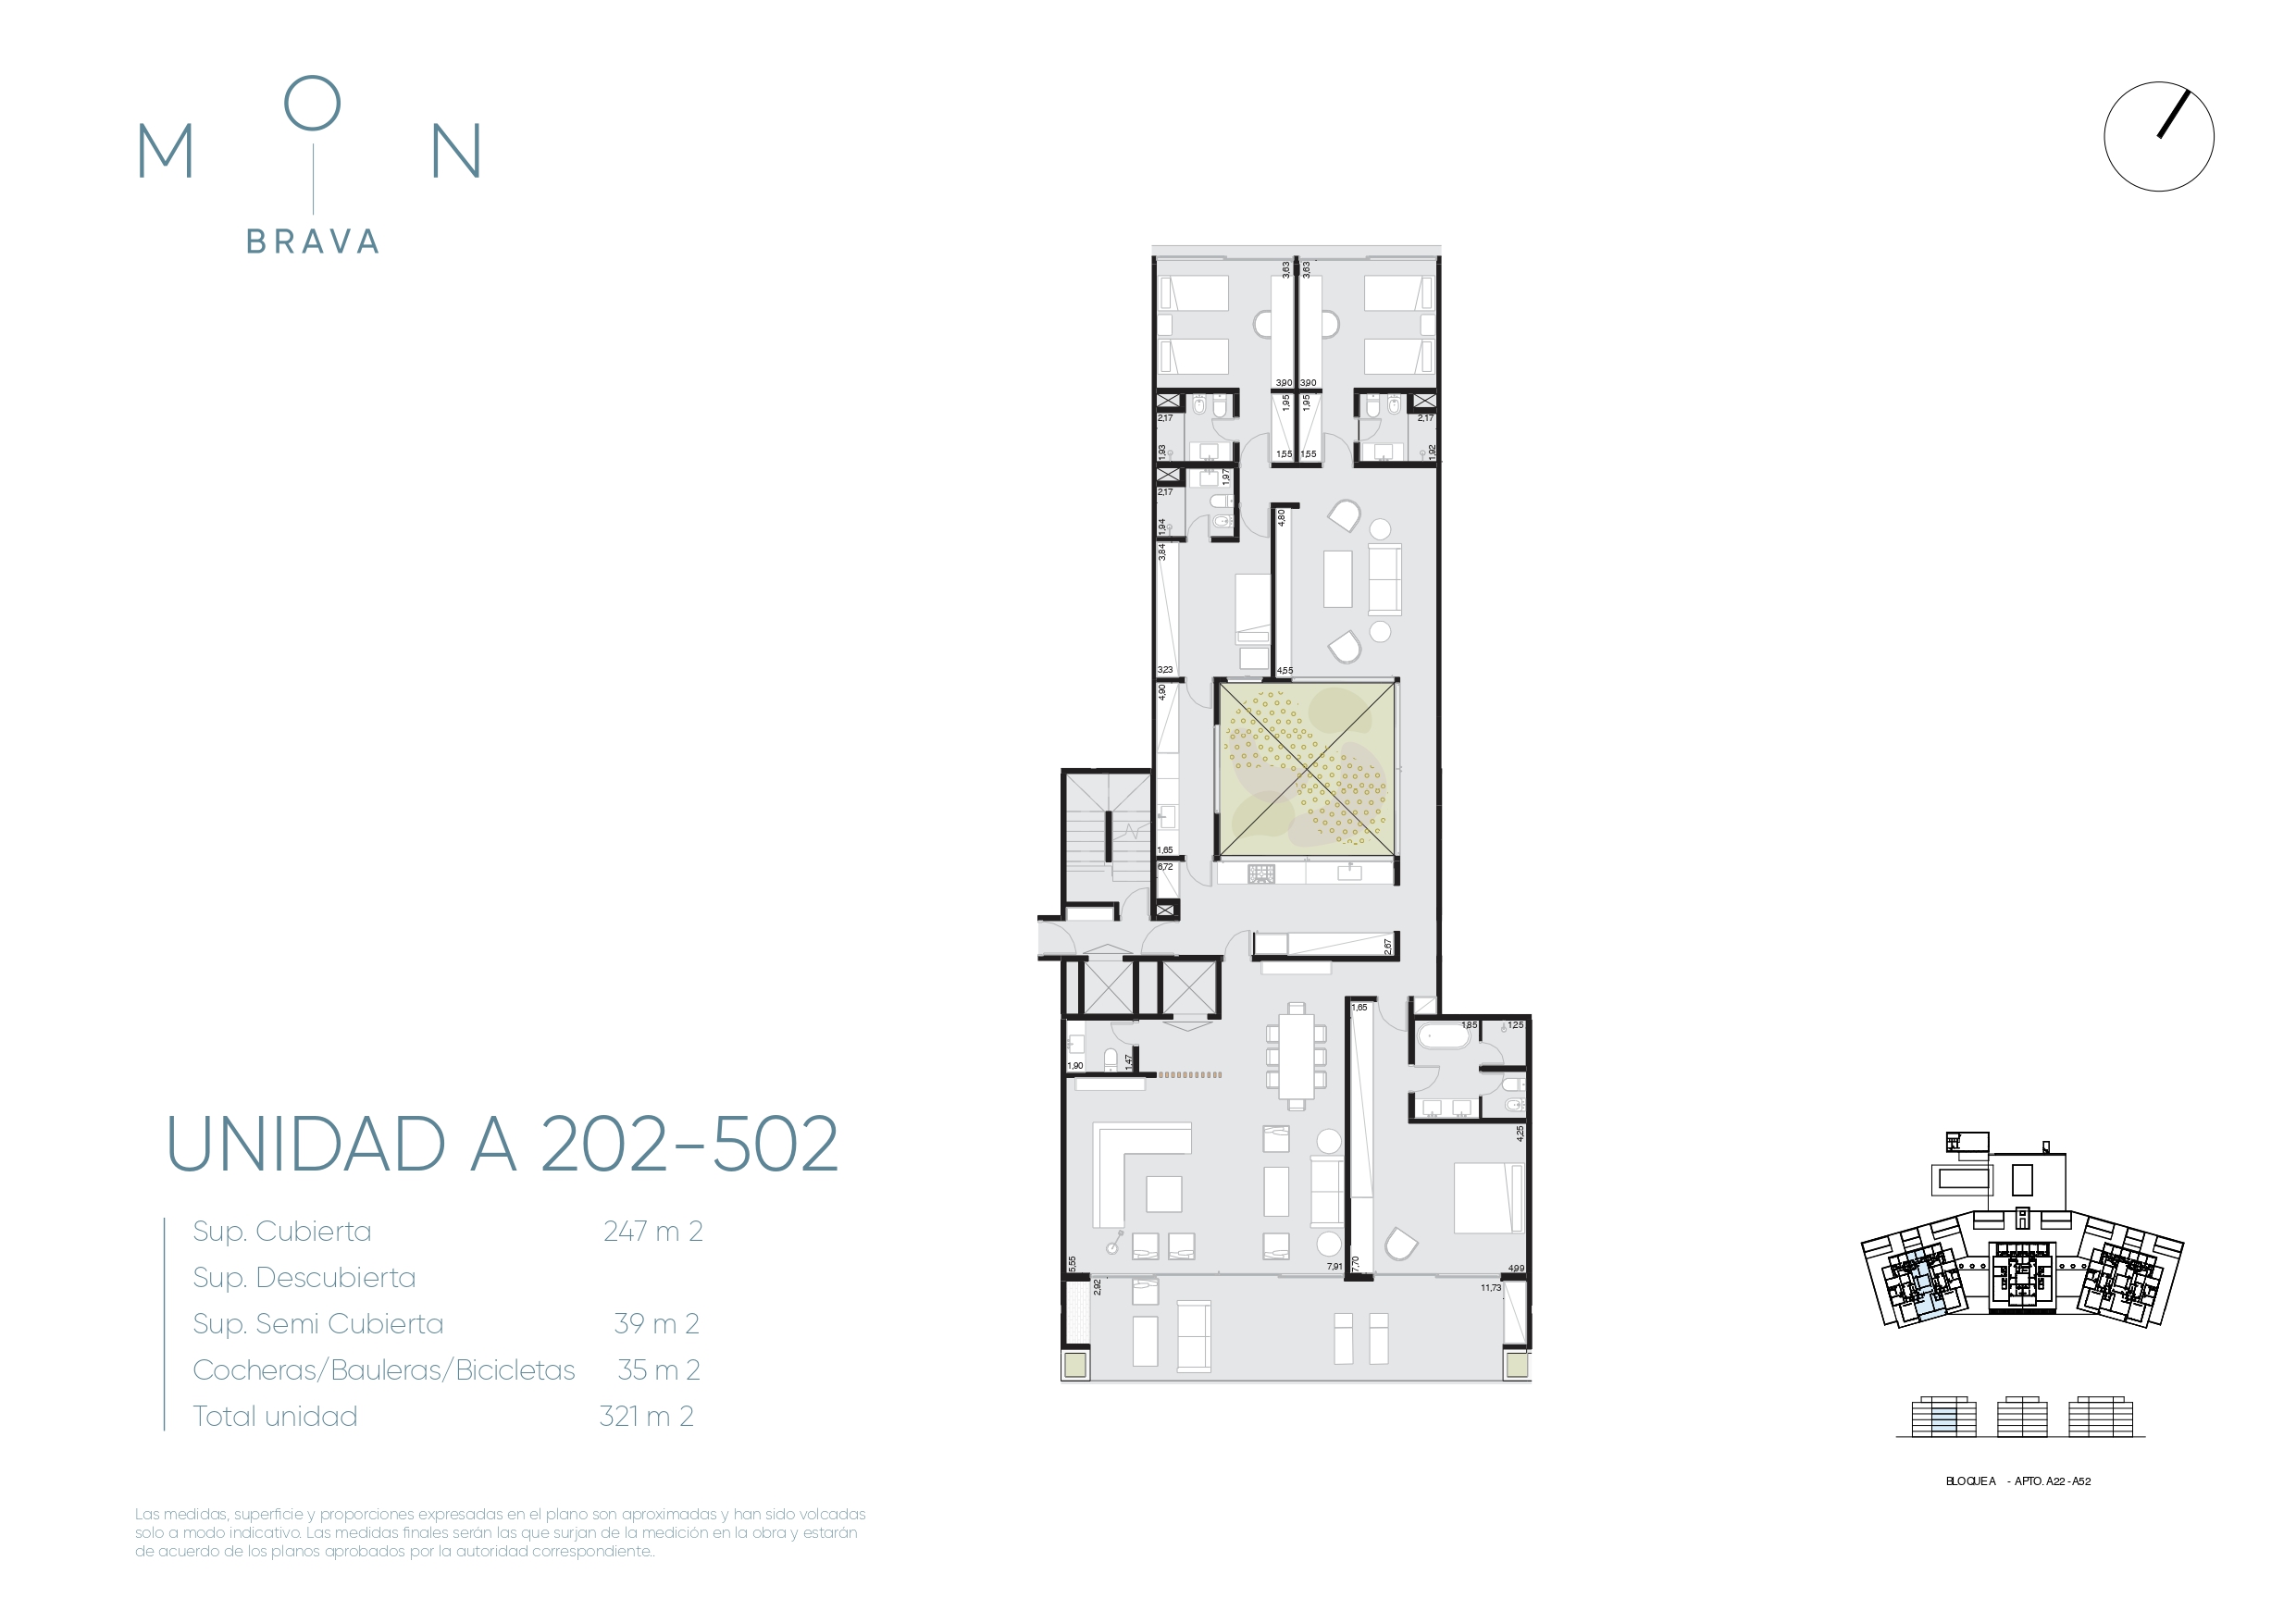 M O N
BRAVA
3,63 3,63
3,90 3,90
1,95 1,95
2,17 2,17
1,93 1,55 1,55 1,92
1,97
2,17
1,94
4,80
3,84
3,23 4,55
4,90
1,65
6,72
2,67
1,65
1,85 1,25
1,90 1,47
4,25
5,55 7,91 7,70 4,99
2,92 11,73
UNIDAD A 202-502
Sup. Cubierta 247 m 2
Sup. Descubierta
Sup. Semi Cubierta 39 m 2
Cocheras/Bauleras/Bicicletas 35 m 2
Total unidad 321 m 2
BLOQUE A - APTO. A22 - A52
Las medidas, superficie y proporciones expresadas en el plano son aproximadas y han sido volcadas
solo a modo indicativo. Las medidas finales serán las que surjan de la medición en la obra y estarán
de acuerdo de los planos aprobados por la autoridad correspondiente..